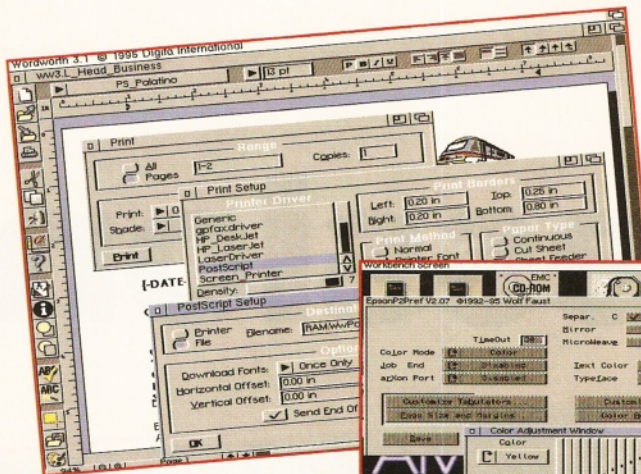 Wordworth 3.1 © 1995 Digita International
ww3.L_Head_Business
PS_Palatino
13 pt
P B I U
Print
Range
All
Pages
1-2
Copies: 1
Print:
Shade:
Print
Print Setup
Printer Driver
Generic
gpfax.driver
HP_DeskJet
HP_LaserJet
LaserDriver
PostScript
Screen_Printer
Density:
7
Print Borders
Left: 0.20 in
Top: 0.25 in
Right: 0.20 in
Bottom: 0.80 in
Print Method
Normal
Printer Font
Paper Type
Continuous
Cut Sheet
Sheet Feeder
PostScript Setup
Printer
File
Filename:
Download Fonts: Once Only
Horizontal Offset: 0.00 in
Vertical Offset: 0.00 in
Send End Of
OK
Page 1
Workbench Screen
EMC
CD-ROM
EpsonP2Pref V2.07 ©1992-95 Wolf Faust
Separ. C
Mirror
TimeOut
MicroWeave
Color Mode
Color
Job End
Disabled
Text Color
arXon Port
Disabled
TypeFace
Customize Tabulators...
Page Size and Margins
Save
Color Adjustment Window
Color
Yellow